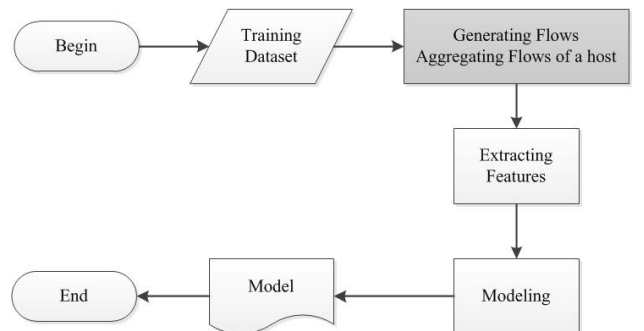 Begin
Training
Dataset
Generating Flows
Aggregating Flows of a host
Extracting
Features
Modeling
Model
End